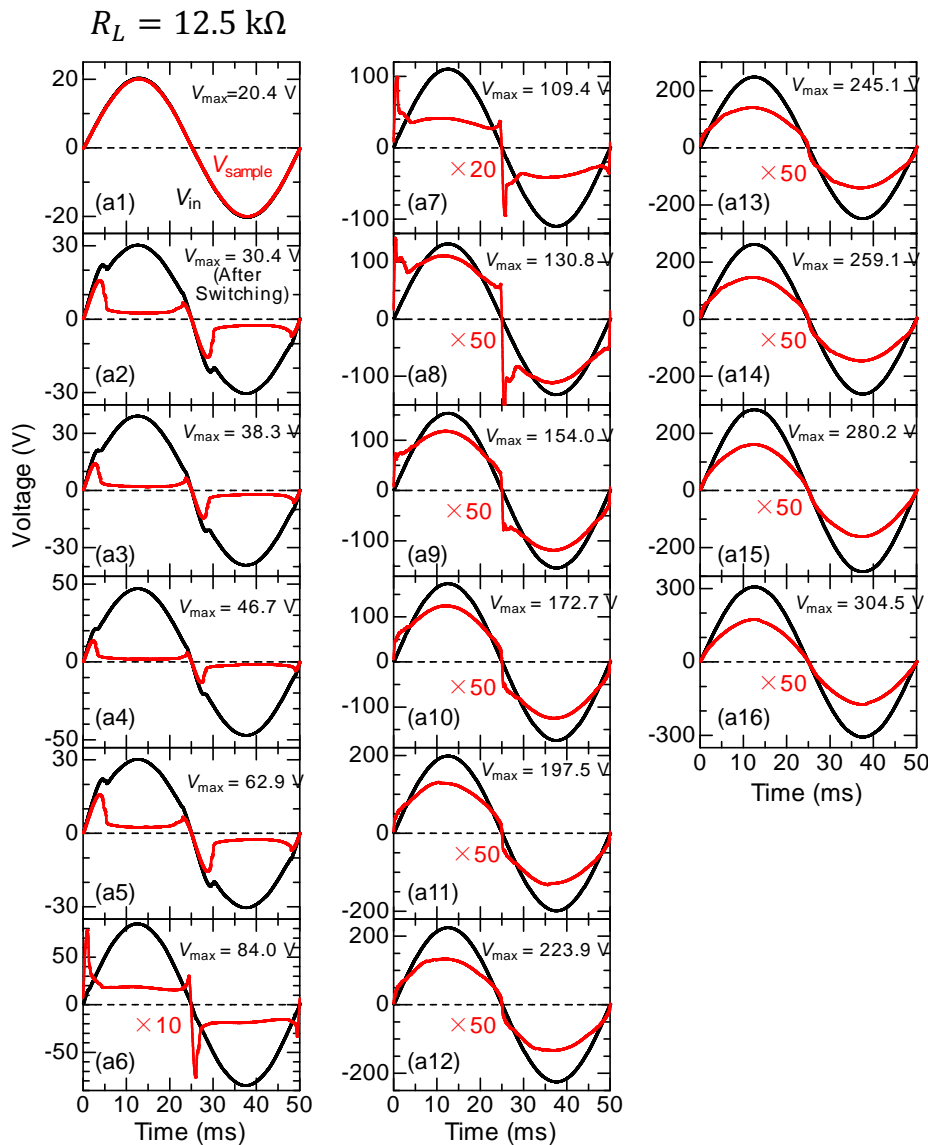 R_L = 12.5 kΩ
Voltage (V)
20
0
-20
V_max=20.4 V
V_sample
V_in
(a1)
30
0
-30
V_max = 30.4 V
(After
Switching)
(a2)
30
0
-30
V_max = 38.3 V
(a3)
50
0
-50
V_max = 46.7 V
(a4)
30
0
-30
V_max = 62.9 V
(a5)
50
0
-50
V_max = 84.0 V
×10
(a6)
0 10 20 30 40 50
Time (ms)
100
0
-100
V_max = 109.4 V
×20
(a7)
100
0
-100
V_max = 130.8 V
×50
(a8)
100
0
-100
V_max = 154.0 V
×50
(a9)
100
0
-100
V_max = 172.7 V
×50
(a10)
200
0
-200
V_max = 197.5 V
×50
(a11)
200
0
-200
V_max = 223.9 V
×50
(a12)
0 10 20 30 40 50
Time (ms)
200
0
-200
V_max = 245.1 V
×50
(a13)
200
0
-200
V_max = 259.1 V
×50
(a14)
200
0
-200
V_max = 280.2 V
×50
(a15)
300
0
-300
V_max = 304.5 V
×50
(a16)
0 10 20 30 40 50
Time (ms)